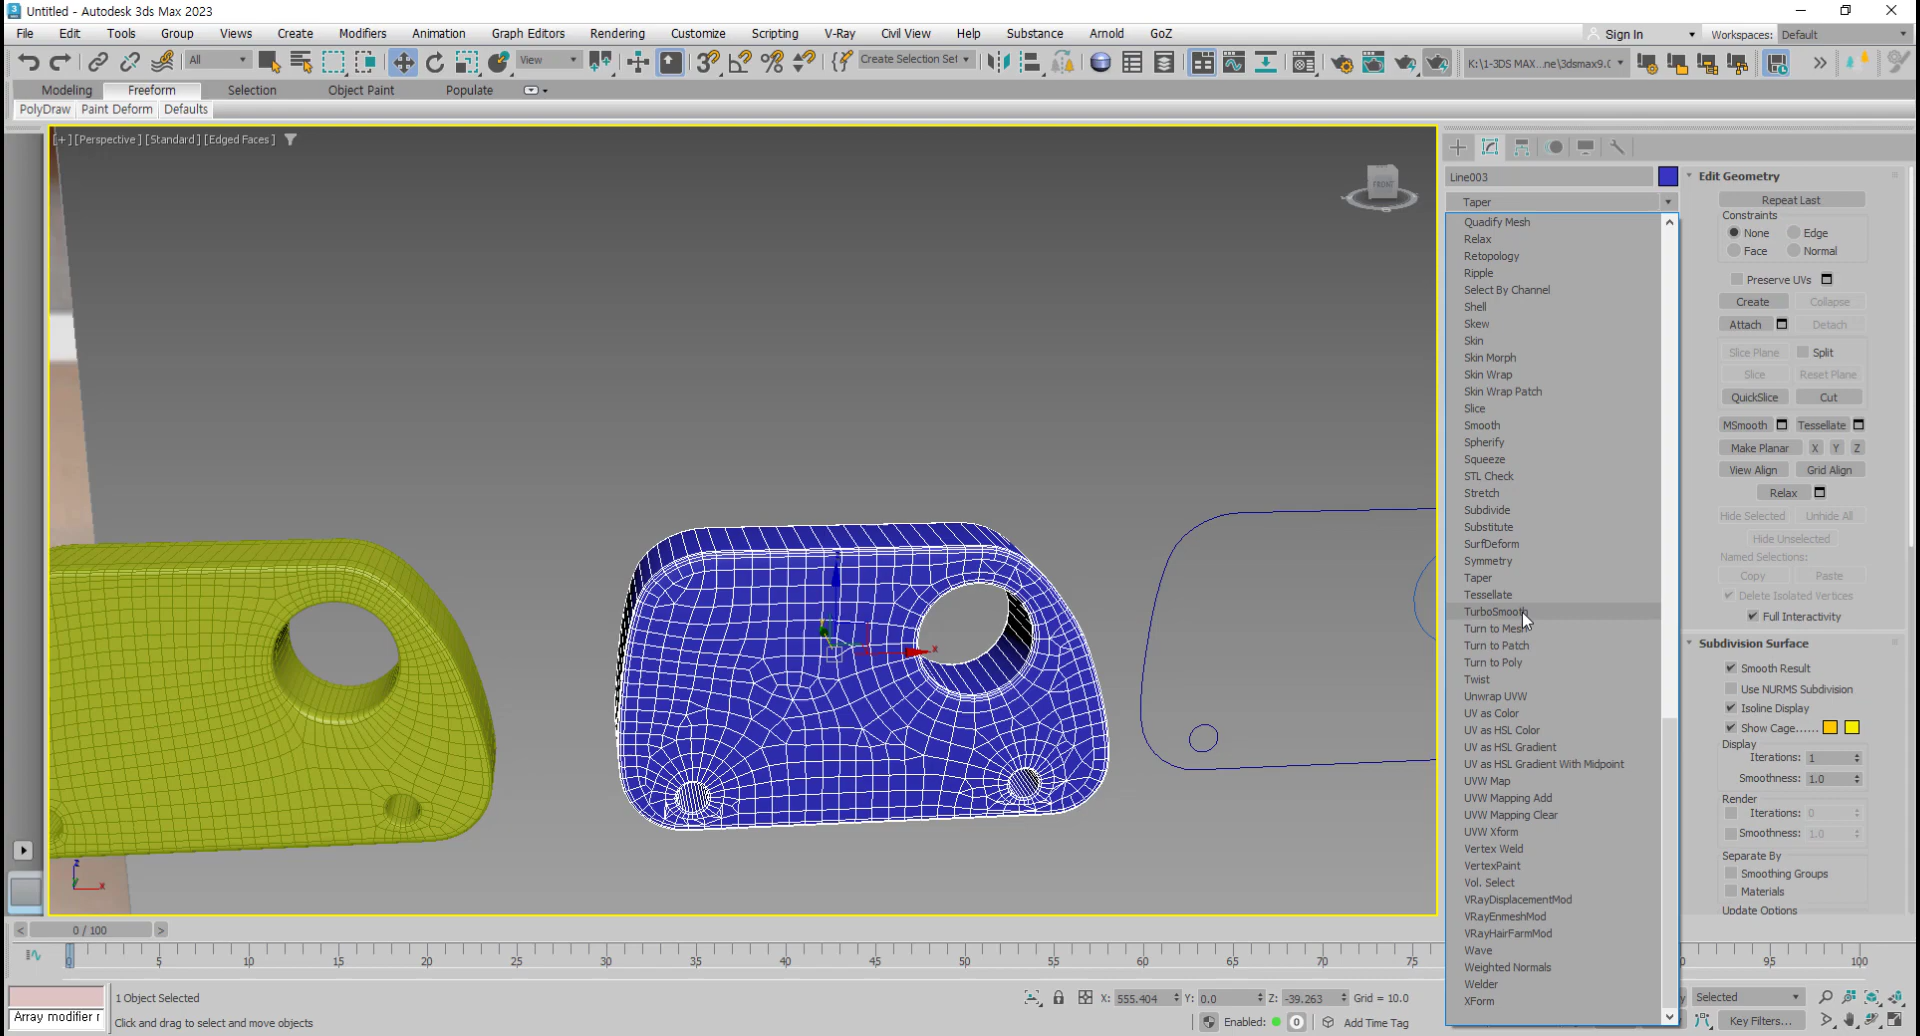 Untitled - Autodesk 3ds Max 2023
File Edit Tools Group Views Create Modifiers Animation Graph Editors Rendering Customize Scripting V-Ray Civil View Help Substance Arnold GoZ
Sign In Workspaces: Default
All View Create Selection Set K:\1-3DS MAX...ne\3dsmax9.0
Modeling Freeform Selection Object Paint Populate
PolyDraw Paint Deform Defaults
[+] [Perspective] [Standard] [Edged Faces]
FRONT
x
z
x
Line003
Taper
Quadify Mesh
Relax
Retopology
Ripple
Select By Channel
Shell
Skew
Skin
Skin Morph
Skin Wrap
Skin Wrap Patch
Slice
Smooth
Spherify
Squeeze
STL Check
Stretch
Subdivide
Substitute
SurfDeform
Symmetry
Taper
Tessellate
TurboSmooth
Turn to Mesh
Turn to Patch
Turn to Poly
Twist
Unwrap UVW
UV as Color
UV as HSL Color
UV as HSL Gradient
UV as HSL Gradient With Midpoint
UVW Map
UVW Mapping Add
UVW Mapping Clear
UVW Xform
Vertex Weld
VertexPaint
Vol. Select
VRayDisplacementMod
VRayEnmeshMod
VRayHairFarmMod
Wave
Weighted Normals
Welder
XForm
Edit Geometry
Repeat Last
Constraints
None Edge
Face Normal
Preserve UVs
Create Collapse
Attach Detach
Slice Plane Split
Slice Reset Plane
QuickSlice Cut
MSmooth Tessellate
Make Planar X Y Z
View Align Grid Align
Relax
Hide Selected Unhide All
Hide Unselected
Named Selections:
Copy Paste
Delete Isolated Vertices
Full Interactivity
Subdivision Surface
Smooth Result
Use NURMS Subdivision
Isoline Display
Show Cage......
Display
Iterations: 1
Smoothness: 1.0
Render
Iterations: 0
Smoothness: 1.0
Separate By
Smoothing Groups
Materials
Update Options
0 / 100
0 5 10 15 20 25 30 35 40 45 50 55 60 65 70 75 95 100
1 Object Selected X: 555.404 Y: 0.0 Z: -39.263 Grid = 10.0 Selected
Array modifier r Click and drag to select and move objects Enabled: 0 Add Time Tag Key Filters...